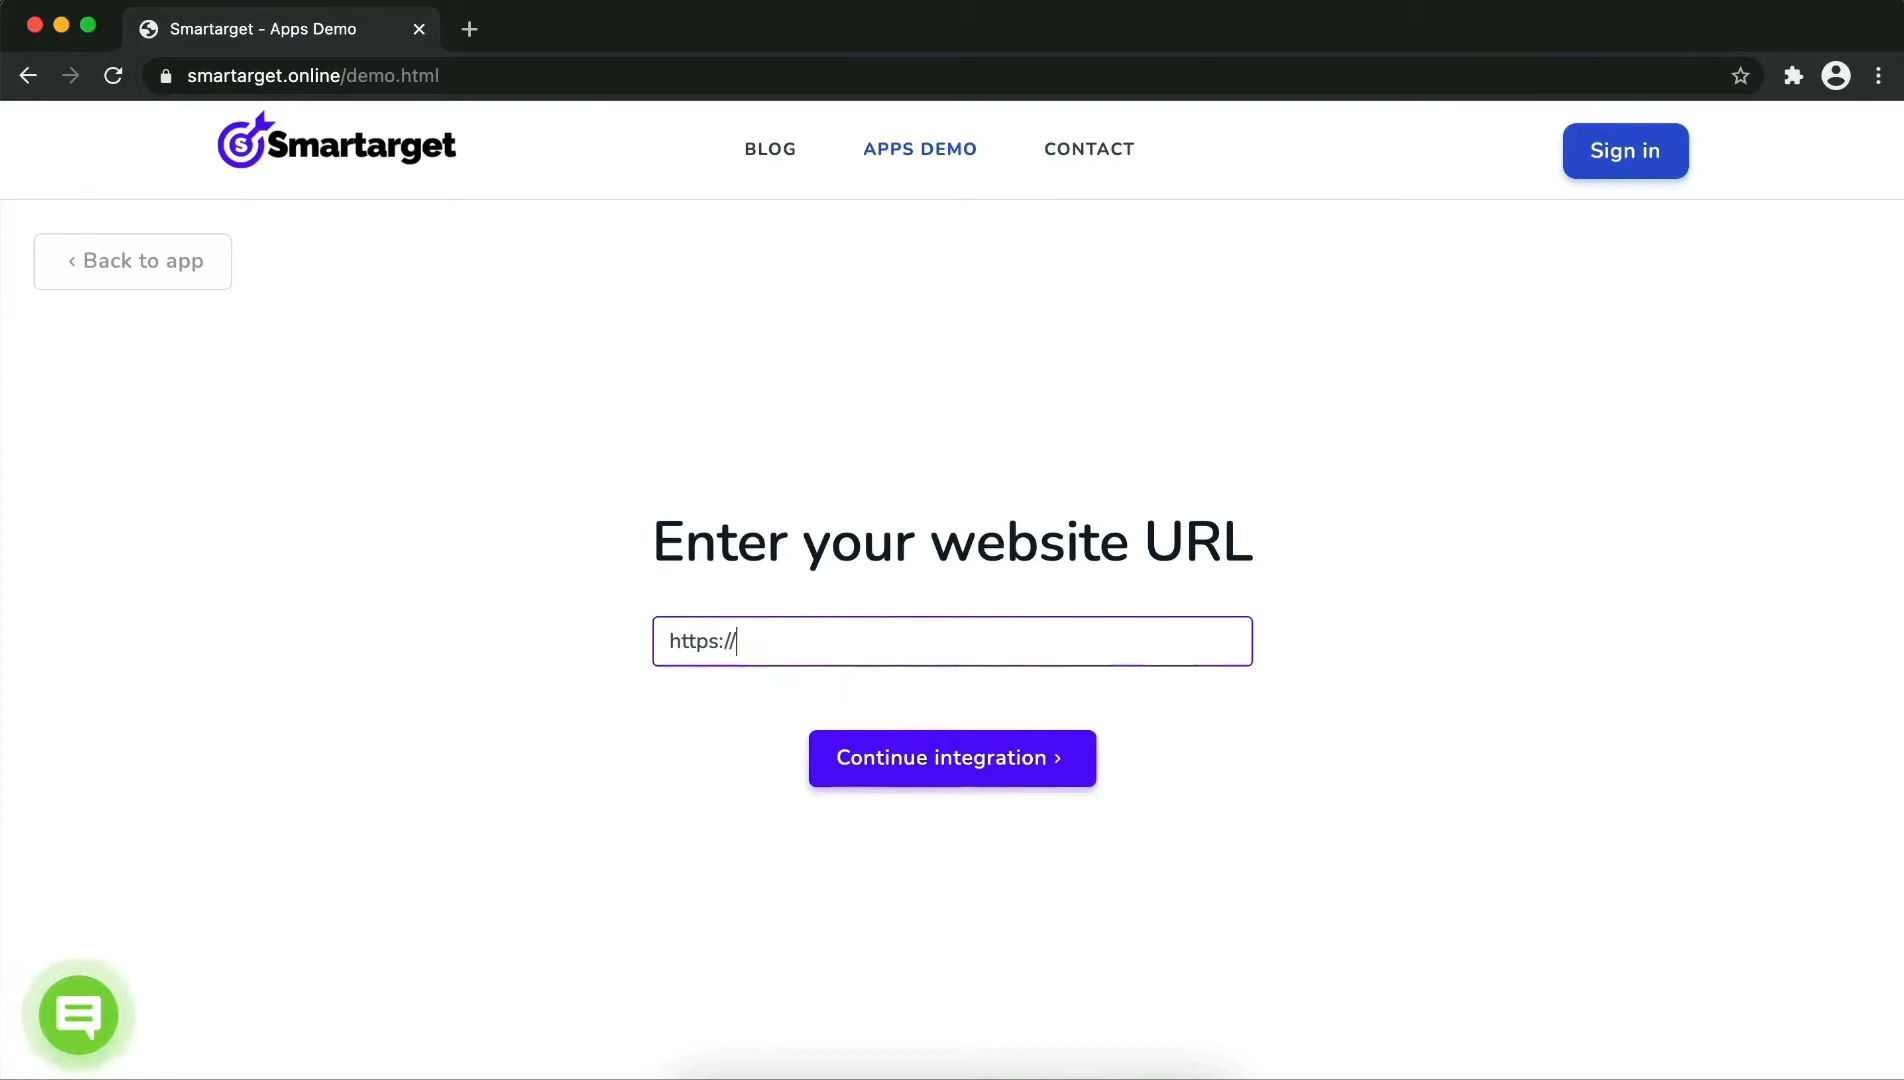 Smartarget - Apps Demo
smartarget.online/demo.html
Smartarget
BLOG
APPS DEMO
CONTACT
Sign in
‹ Back to app
Enter your website URL
https://
Continue integration ›